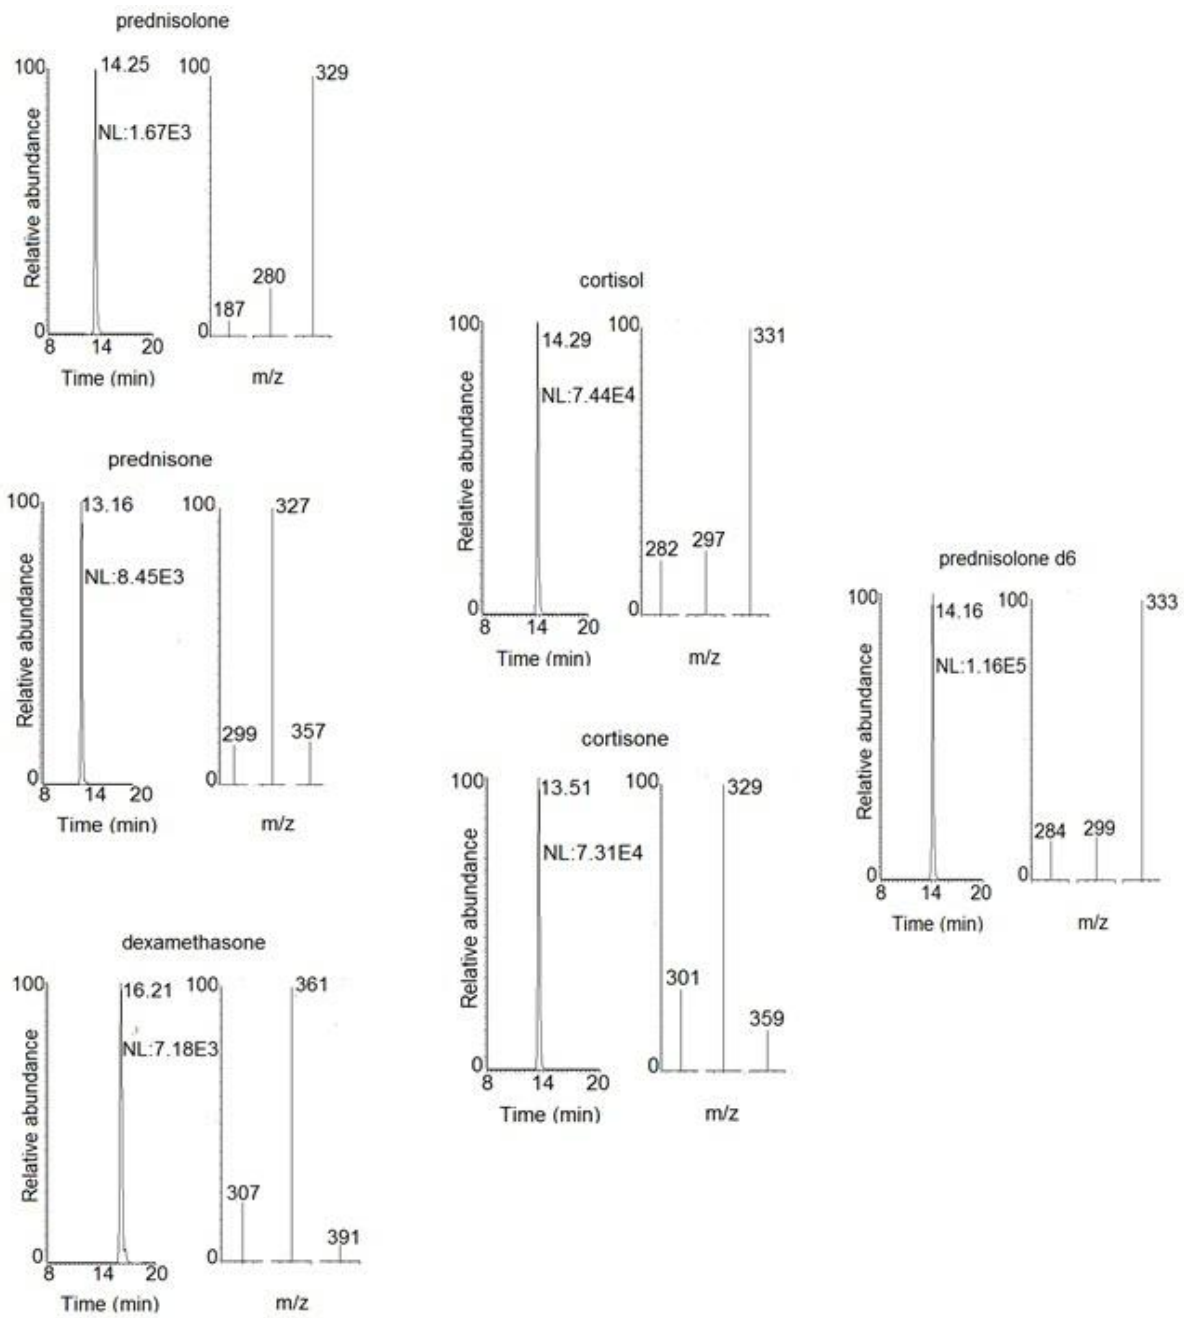 prednisolone
100
14.25
NL:1.67E3
Relative abundance
0
8 14 20
Time (min)
100
329
280
187
0
m/z
prednisone
100
13.16
NL:8.45E3
Relative abundance
0
8 14 20
Time (min)
100
327
299
357
0
m/z
dexamethasone
100
16.21
NL:7.18E3
Relative abundance
0
8 14 20
Time (min)
100
361
307
391
0
m/z
cortisol
100
14.29
NL:7.44E4
Relative abundance
0
8 14 20
Time (min)
100
331
282
297
0
m/z
cortisone
100
13.51
NL:7.31E4
Relative abundance
0
8 14 20
Time (min)
100
329
301
359
0
m/z
prednisolone d6
100
14.16
NL:1.16E5
Relative abundance
0
8 14 20
Time (min)
100
333
284
299
0
m/z